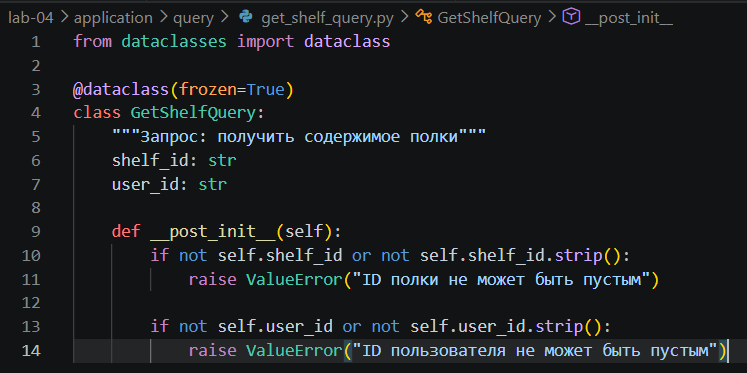 lab-04 > application > query > get_shelf_query.py > GetShelfQuery > __post_init__
1 from dataclasses import dataclass
2
3 @dataclass(frozen=True)
4 class GetShelfQuery:
5     """Запрос: получить содержимое полки"""
6     shelf_id: str
7     user_id: str
8
9     def __post_init__(self):
10         if not self.shelf_id or not self.shelf_id.strip():
11             raise ValueError("ID полки не может быть пустым")
12
13         if not self.user_id or not self.user_id.strip():
14             raise ValueError("ID пользователя не может быть пустым")